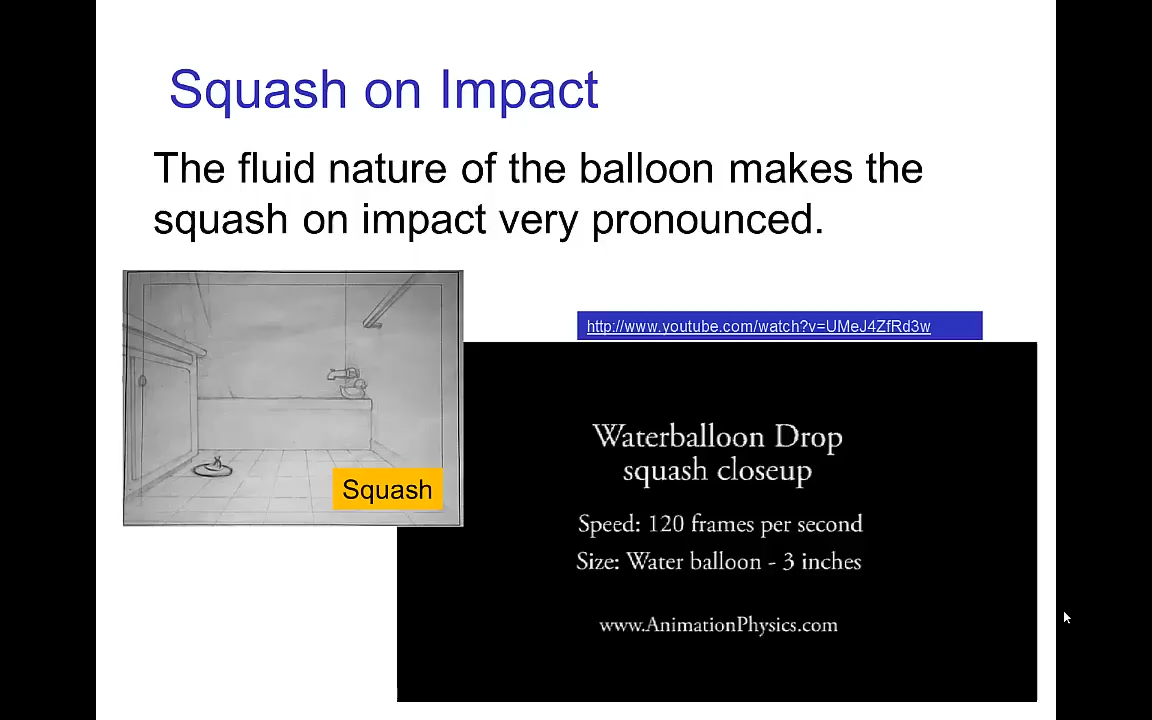 Squash on Impact
The fluid nature of the balloon makes the
squash on impact very pronounced.
http://www.youtube.com/watch?v=UMeJ4ZfRd3w
Squash
Waterballoon Drop
squash closeup
Speed: 120 frames per second
Size: Water balloon - 3 inches
www.AnimationPhysics.com